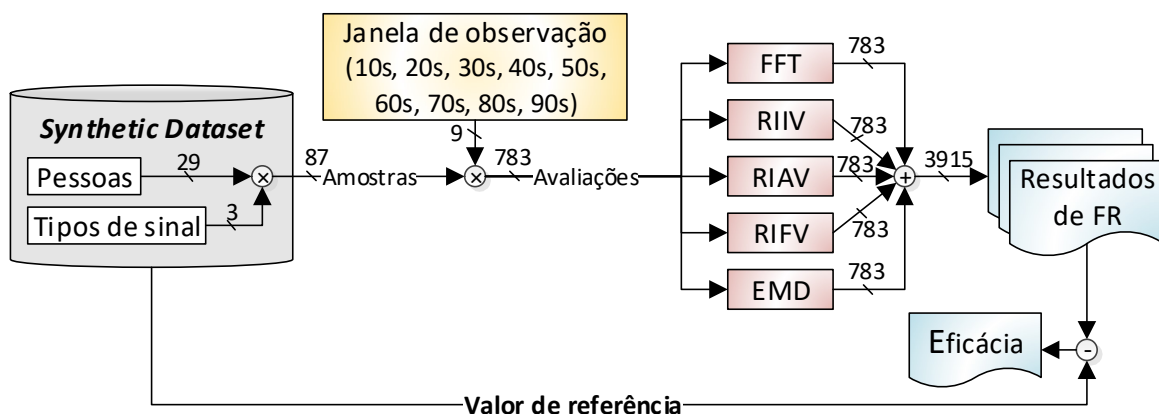 Janela de observação
(10s, 20s, 30s, 40s, 50s,
60s, 70s, 80s, 90s)
9
Synthetic Dataset
Pessoas
29
Tipos de sinal
3
×
87
Amostras
×
783
Avaliações
FFT
783
RIIV
783
RIAV
783
RIFV
783
EMD
783
+
3915
Resultados
de FR
-
Eficácia
Valor de referência